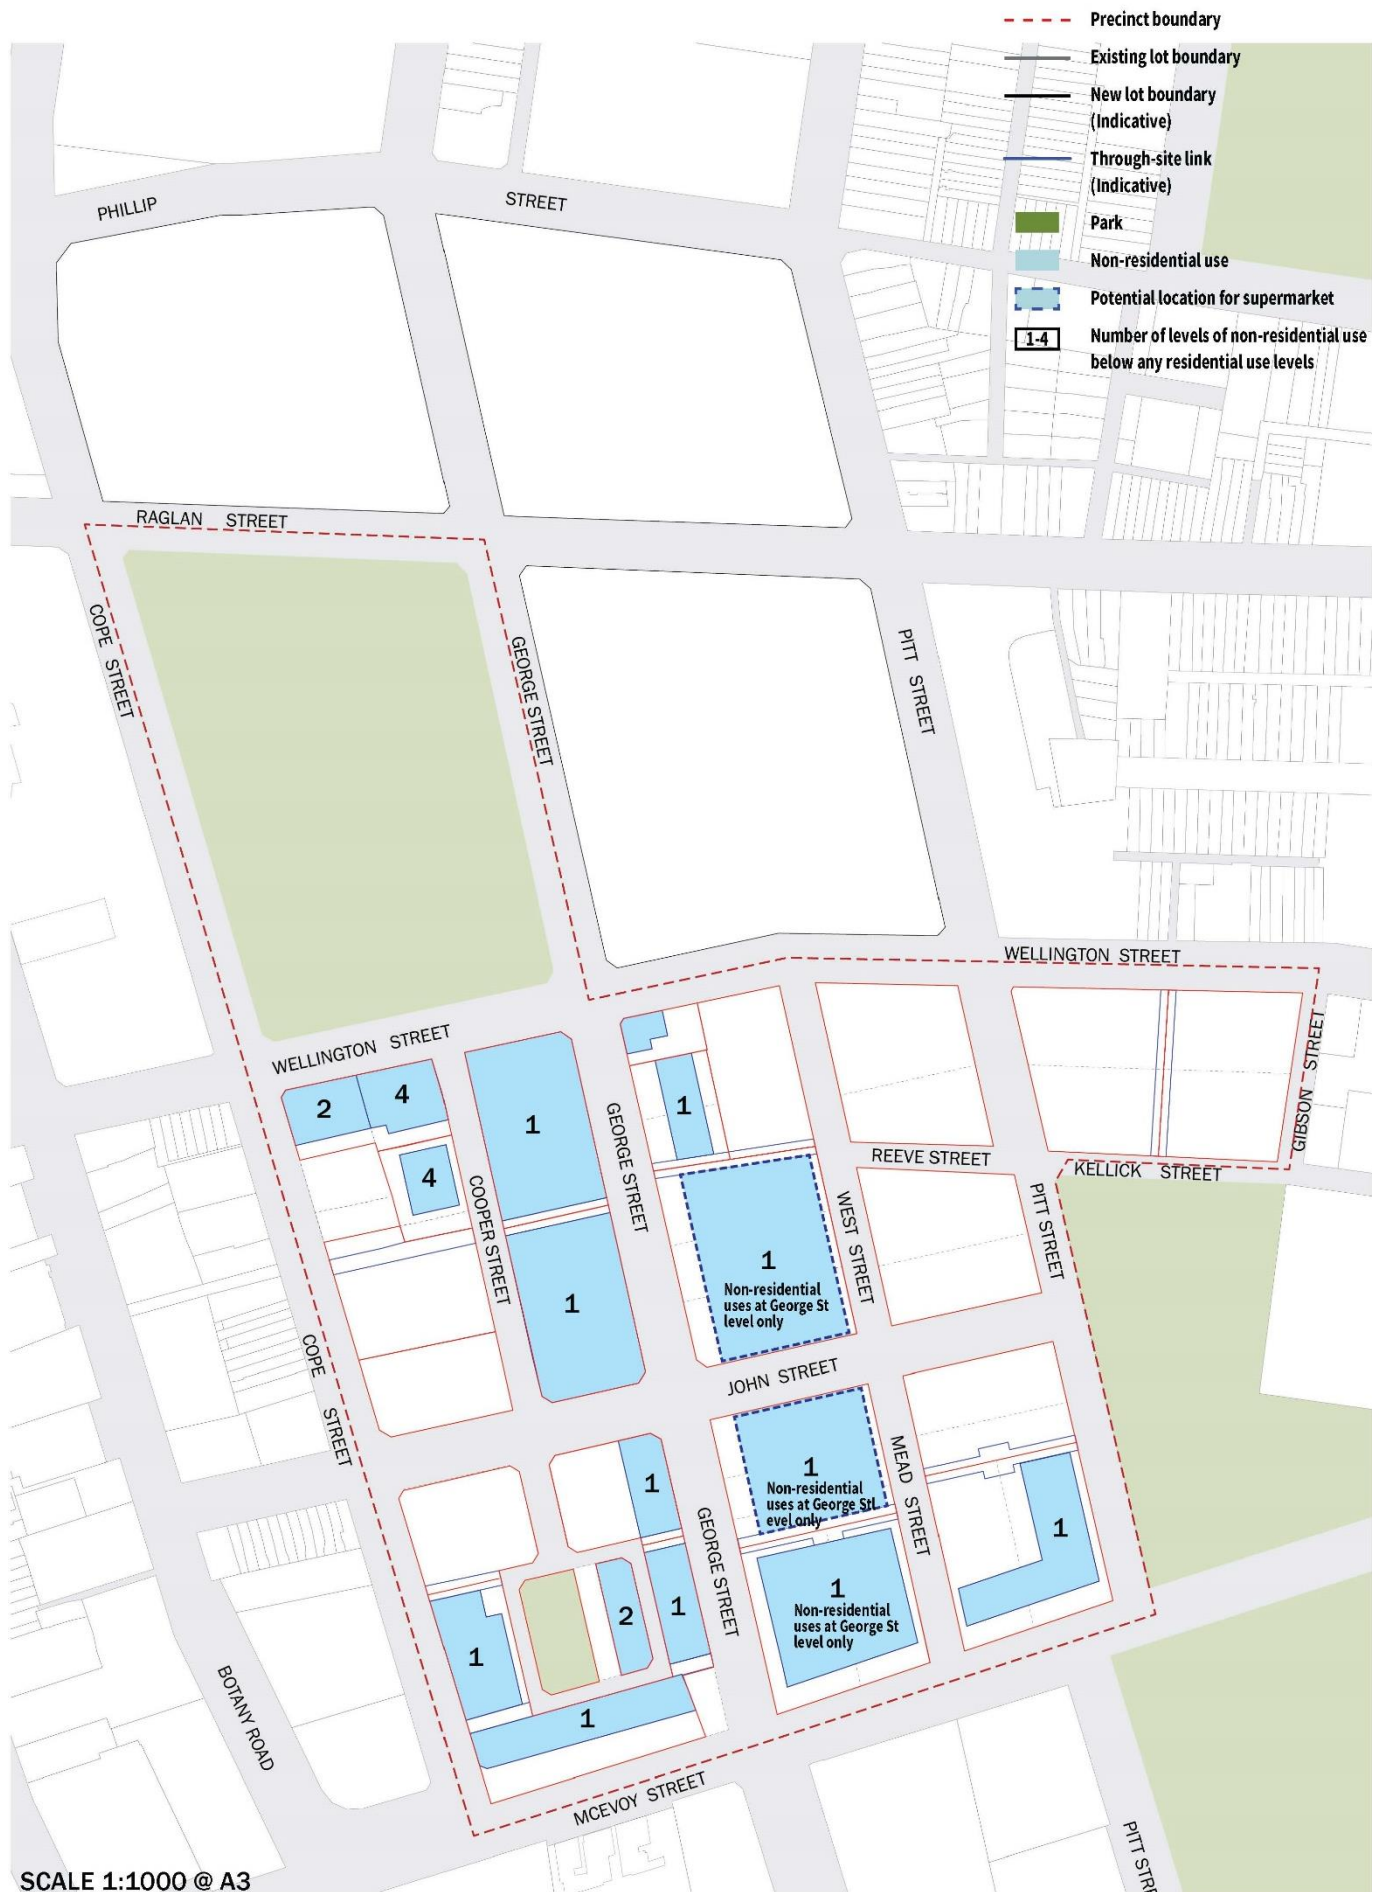 Precinct boundary
Existing lot boundary
New lot boundary
(Indicative)
Through-site link
(Indicative)
Park
Non-residential use
Potential location for supermarket
1-4
Number of levels of non-residential use
below any residential use levels
PHILLIP
STREET
RAGLAN STREET
COPE STREET
GEORGE STREET
PITT STREET
WELLINGTON STREET
WELLINGTON STREET
GIBSON STREET
KELLICK STREET
REEVE STREET
2
4
1
1
4
COOPER STREET
GEORGE STREET
WEST STREET
PITT STREET
1
Non-residential
uses at George St
level only
1
COPE STREET
JOHN STREET
1
Non-residential
uses at George Stl
evel only
MEAD STREET
1
GEORGE STREET
1
1
Non-residential
uses at George St
level only
2
1
1
1
BOTANY ROAD
MCEVOY STREET
PITT STRE
SCALE 1:1000 @ A3